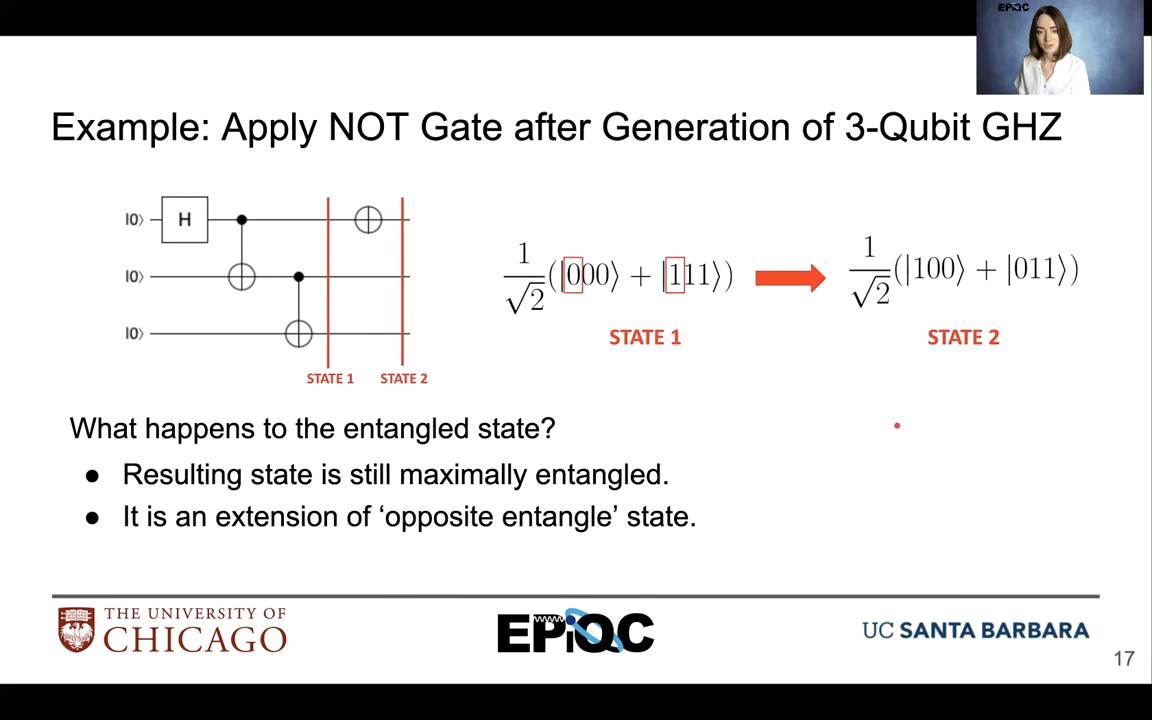 EPiQC
Example: Apply NOT Gate after Generation of 3-Qubit GHZ
|0⟩ H
|0⟩
|0⟩
STATE 1 STATE 2
1/√2 (|000⟩ + |111⟩)
STATE 1
1/√2 (|100⟩ + |011⟩)
STATE 2
What happens to the entangled state?
● Resulting state is still maximally entangled.
● It is an extension of ‘opposite entangle’ state.
THE UNIVERSITY OF
CHICAGO
EPiQC
UC SANTA BARBARA
17